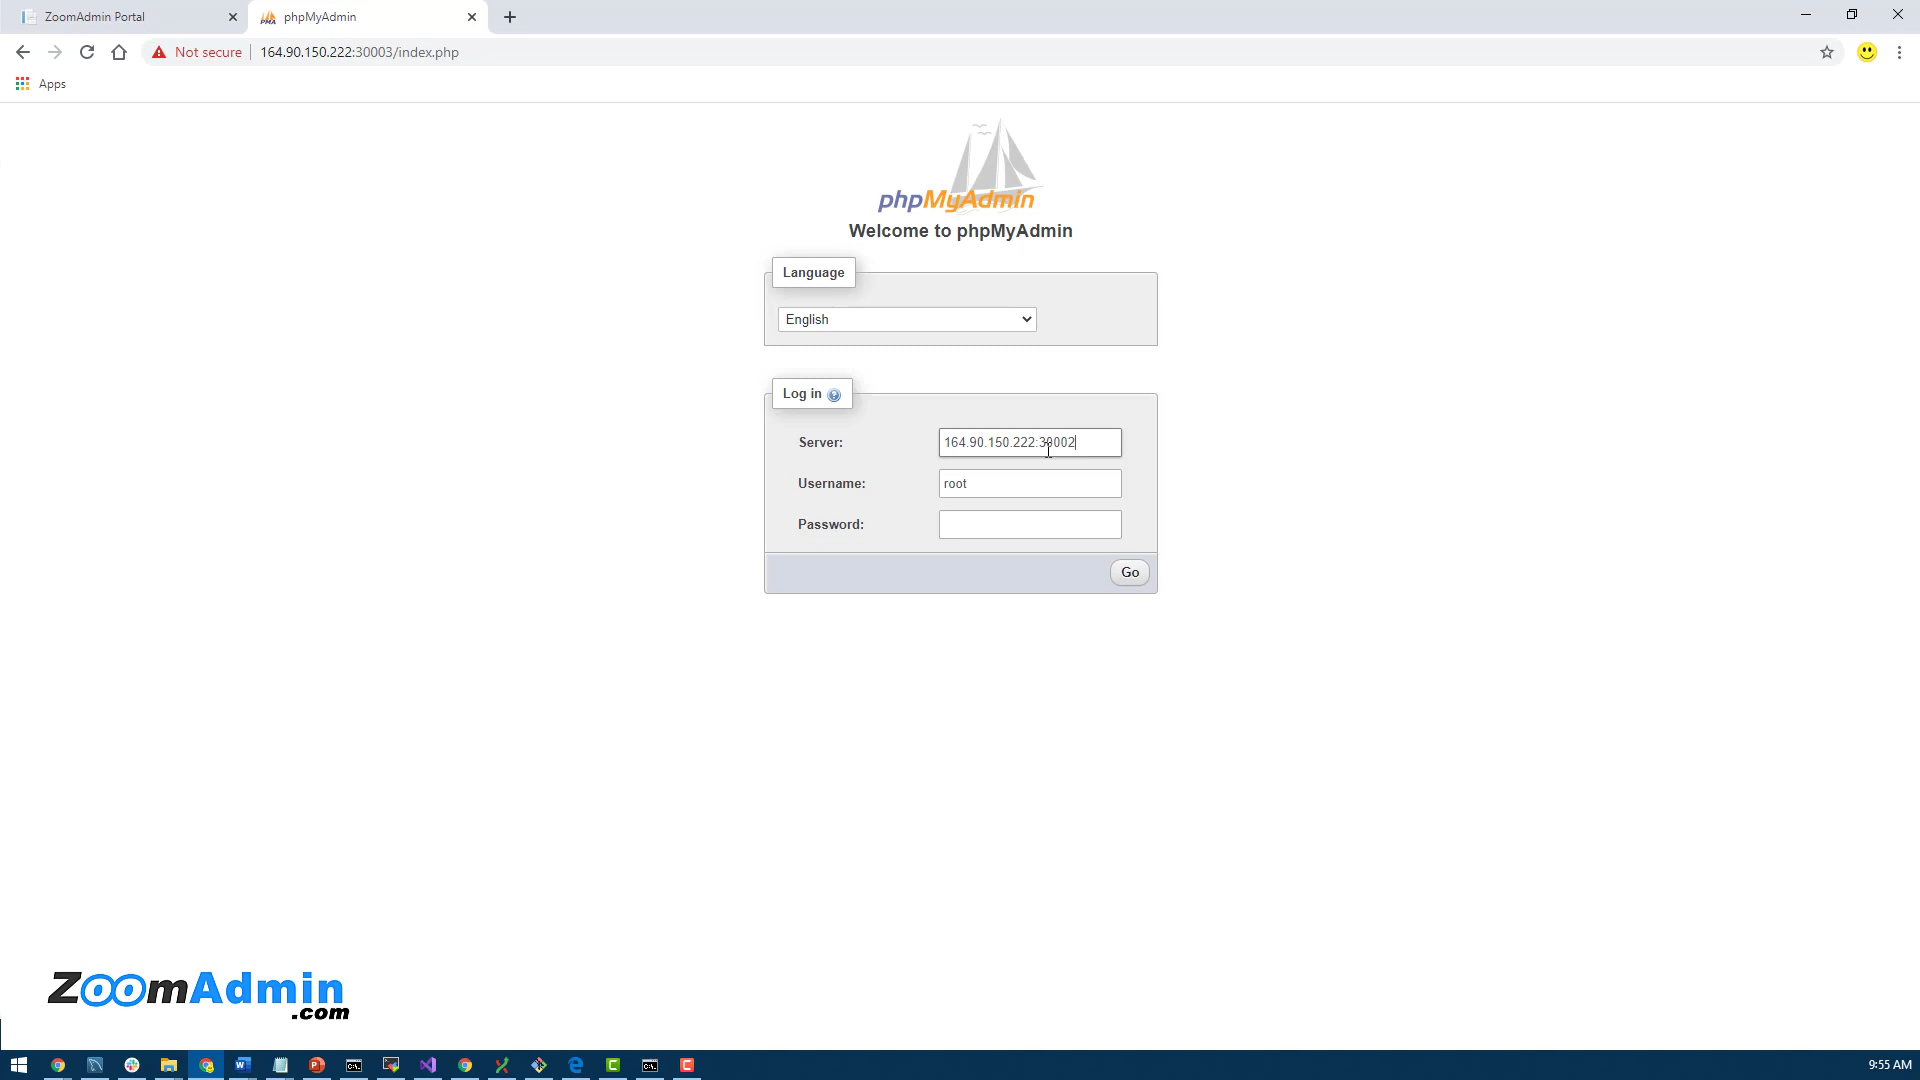 ZoomAdmin Portal
phpMyAdmin
Not secure
164.90.150.222:30003/index.php
Apps
phpMyAdmin
Welcome to phpMyAdmin
Language
English
Log in
Server:
164.90.150.222:30002
Username:
root
Password:
Go
ZoomAdmin
.com
9:55 AM